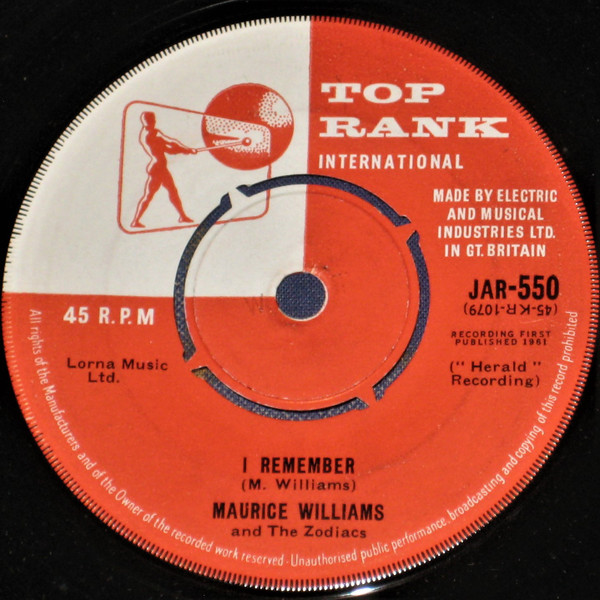 TOP
RANK
INTERNATIONAL
MADE BY ELECTRIC
AND MUSICAL
INDUSTRIES LTD.
IN GT. BRITAIN
JAR-550
(45-K-R-1079)
45 R.P.M
RECORDING FIRST
PUBLISHED 1961
Lorna Music
Ltd.
("Herald"
Recording)
I REMEMBER
(M. Williams)
MAURICE WILLIAMS
and The Zodiacs
All rights of the Manufacturers and of the Owner of the recorded work reserved · Unauthorised public performance, broadcasting and copying of this record prohibited